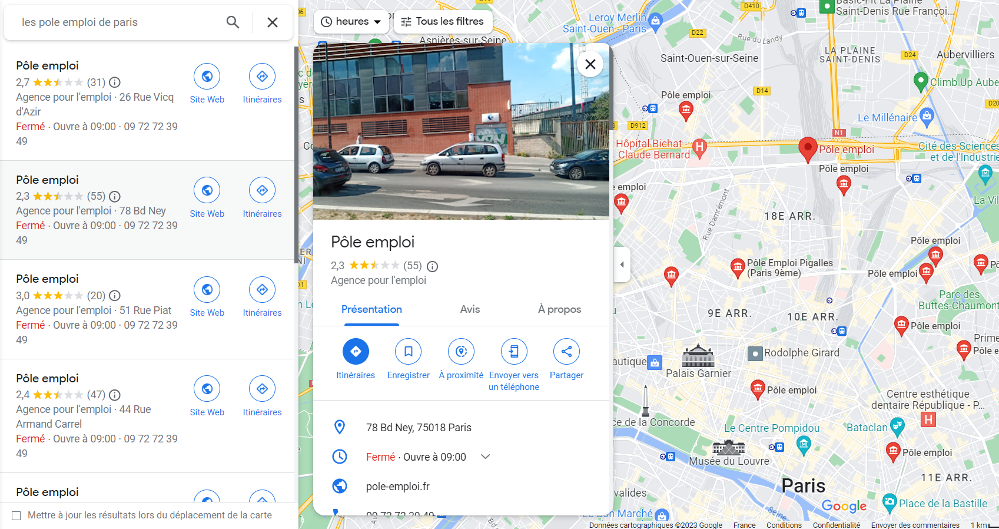 les pole emploi de paris
Pôle emploi
2,7 (31)
Agence pour l'emploi · 26 Rue Vicq
d'Azir
Fermé · Ouvre à 09:00 · 09 72 72 39
49
Site Web
Itinéraires
Pôle emploi
2,3 (55)
Agence pour l'emploi · 78 Bd Ney
Fermé · Ouvre à 09:00 · 09 72 72 39
49
Site Web
Itinéraires
Pôle emploi
3,0 (20)
Agence pour l'emploi · 51 Rue Piat
Fermé · Ouvre à 09:00 · 09 72 72 39
49
Site Web
Itinéraires
Pôle emploi
2,4 (47)
Agence pour l'emploi · 44 Rue
Armand Carrel
Fermé · Ouvre à 09:00 · 09 72 72 39
49
Site Web
Itinéraires
Pôle emploi
Mettre à jour les résultats lors du déplacement de la carte
heures
Tous les filtres
Asnières-sur-Seine
Pôle emploi
2,3 (55)
Agence pour l'emploi
Présentation
Avis
À propos
Itinéraires
Enregistrer
À proximité
Envoyer vers
un téléphone
Partager
78 Bd Ney, 75018 Paris
Fermé · Ouvre à 09:00
pole-emploi.fr
09 72 72 39 49
D19
D410
Basic-Fit La Plaine
Saint-Denis Rue Françoi...
Leroy Merlin
Saint-Ouen - Paris
D22
Rue du Landy
LA PLAINE
SAINT-DENIS
D24
Aubervilliers
Saint-Ouen-sur-Seine
Climb Up Aube
D14
Pôle emploi
D20
Le Millénaire
D912
N1
Hôpital Bichat
Claude Bernard
Pôle emploi
Cité des Sciences
et de l'Industrie
Pôle emploi
emploi
Rue Damrémont
La Vil
18E ARR.
Pôle emploi
Pôle Emploi Pigalles
(Paris 9ème)
Pôle emploi
Parc des
Buttes-Chaumont
9E ARR.
10E ARR.
Pôle emploi
Prime
Pôle e
autique
Rodolphe Girard
Palais Garnier
Pôle emploi
Centre esthétique
dentaire République - P...
ce de la Concorde
Le Centre Pompidou
Bataclan
Musée du Louvre
Pôle emploi
11E ARR.
Paris
valides
Google
Place de la Bastille
Le Bon Marché
Seine
Données cartographiques ©2023 Google
France
Conditions
Confidentialité
Envoyer des commentaires
1 km